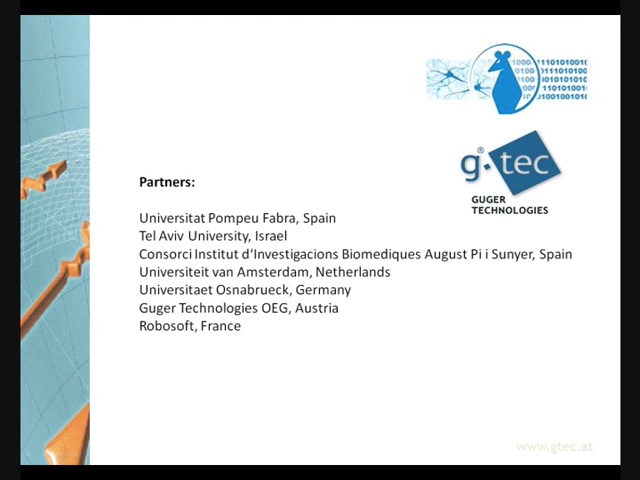 g.tec®
GUGER
TECHNOLOGIES
Partners:
Universitat Pompeu Fabra, Spain
Tel Aviv University, Israel
Consorci Institut d'Investigacions Biomediques August Pi i Sunyer, Spain
Universiteit van Amsterdam, Netherlands
Universitaet Osnabrueck, Germany
Guger Technologies OEG, Austria
Robosoft, France
www.gtec.at